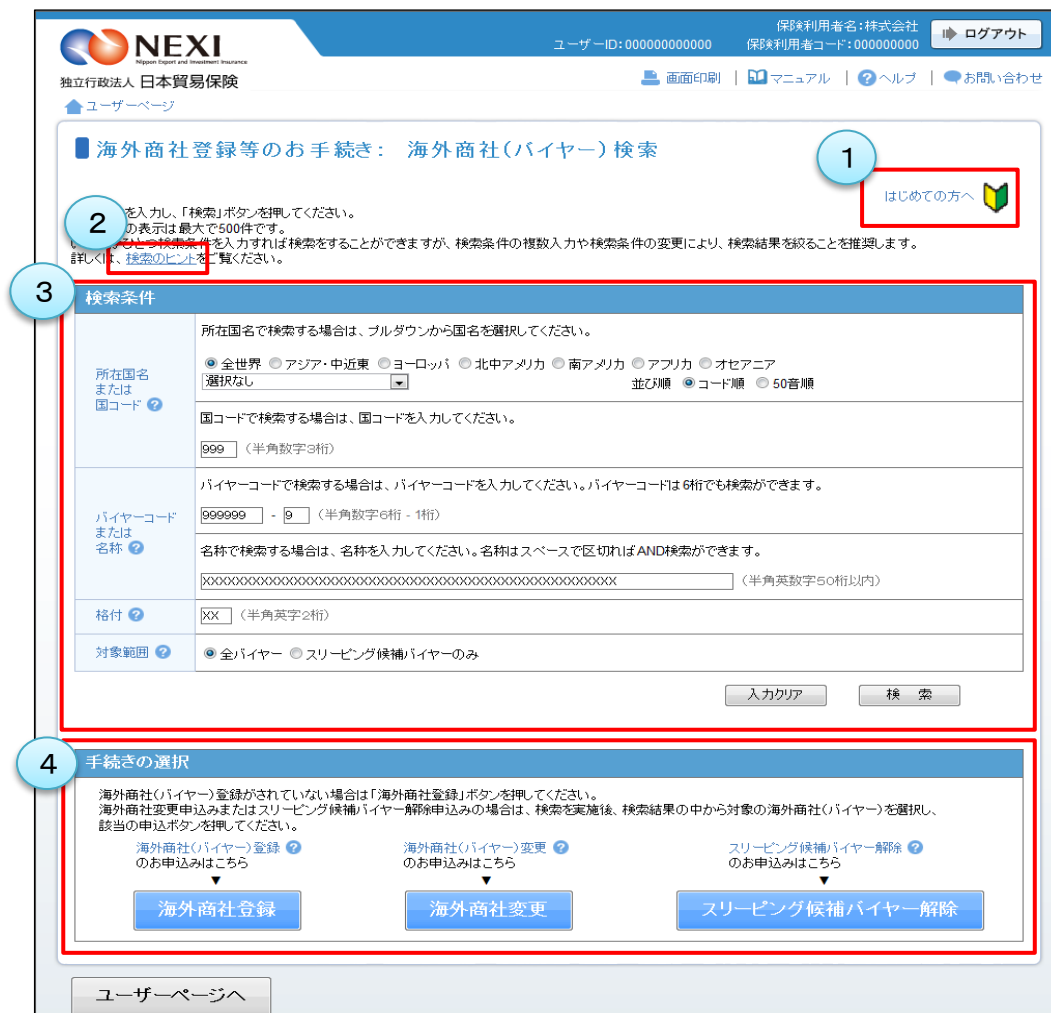 NEXI
Nippon Export and Investment Insurance
独立行政法人 日本貿易保険
ユーザーID:000000000000
保険利用者名:株式会社
保険利用者コード:000000000
ログアウト
画面印刷 | マニュアル | ヘルプ | お問い合わせ
ユーザーページ
海外商社登録等のお手続き: 海外商社(バイヤー)検索
1
はじめての方へ
2
を入力し、「検索」ボタンを押してください。
の表示は最大で500件です。
ひとつ検索条件を入力すれば検索をすることができますが、検索条件の複数入力や検索条件の変更により、検索結果を絞ることを推奨します。
詳しくは、検索のヒントをご覧ください。
3
検索条件
所在国名
または
国コード ?
所在国名で検索する場合は、プルダウンから国名を選択してください。
全世界 アジア・中近東 ヨーロッパ 北中アメリカ 南アメリカ アフリカ オセアニア
選択なし 並び順 コード順 50音順
国コードで検索する場合は、国コードを入力してください。
999 (半角数字3桁)
バイヤーコード
または
名称 ?
バイヤーコードで検索する場合は、バイヤーコードを入力してください。バイヤーコードは6桁でも検索ができます。
999999 - 9 (半角数字6桁 - 1桁)
名称で検索する場合は、名称を入力してください。名称はスペースで区切ればAND検索ができます。
XXXXXXXXXXXXXXXXXXXXXXXXXXXXXXXXXXXXXXXXXXXXXXXXXX (半角英数字50桁以内)
格付 ? XX (半角英字2桁)
対象範囲 ? 全バイヤー スリーピング候補バイヤーのみ
入力クリア 検 索
4
手続きの選択
海外商社(バイヤー)登録がされていない場合は「海外商社登録」ボタンを押してください。
海外商社変更申込みまたはスリーピング候補バイヤー解除申込みの場合は、検索を実施後、検索結果の中から対象の海外商社(バイヤー)を選択し、
該当の申込ボタンを押してください。
海外商社(バイヤー)登録 ?
のお申込みはこちら
▼
海外商社登録
海外商社(バイヤー)変更 ?
のお申込みはこちら
▼
海外商社変更
スリーピング候補バイヤー解除 ?
のお申込みはこちら
▼
スリーピング候補バイヤー解除
ユーザーページへ